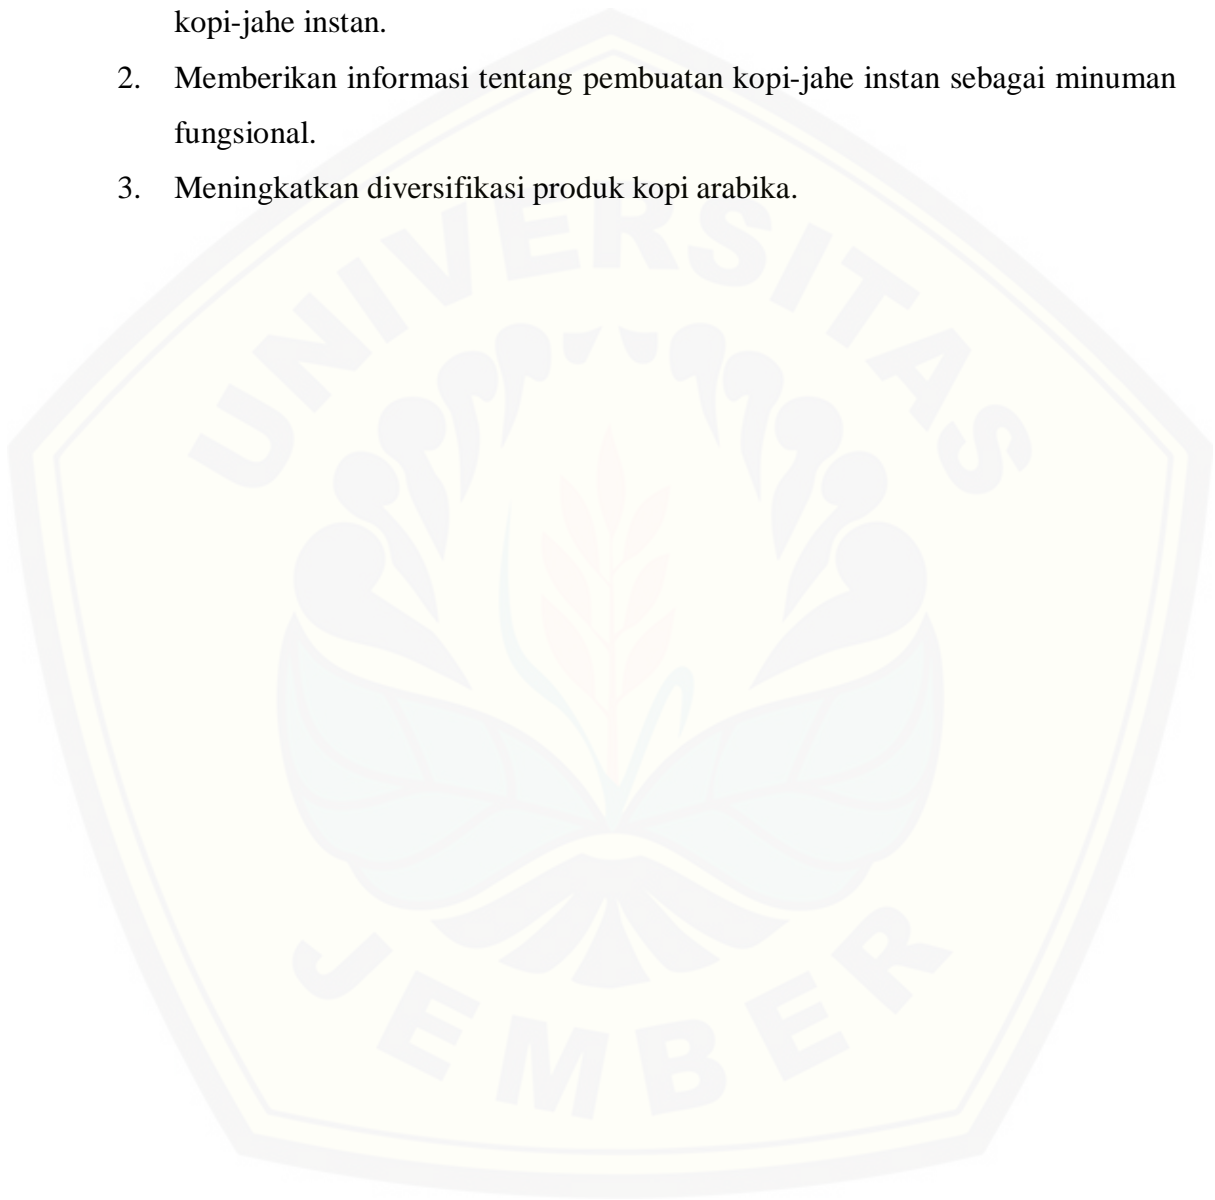 kopi-jahe instan.
2. Memberikan informasi tentang pembuatan kopi-jahe instan sebagai minuman
fungsional.
3. Meningkatkan diversifikasi produk kopi arabika.
UNIVERSITAS
JEMBER